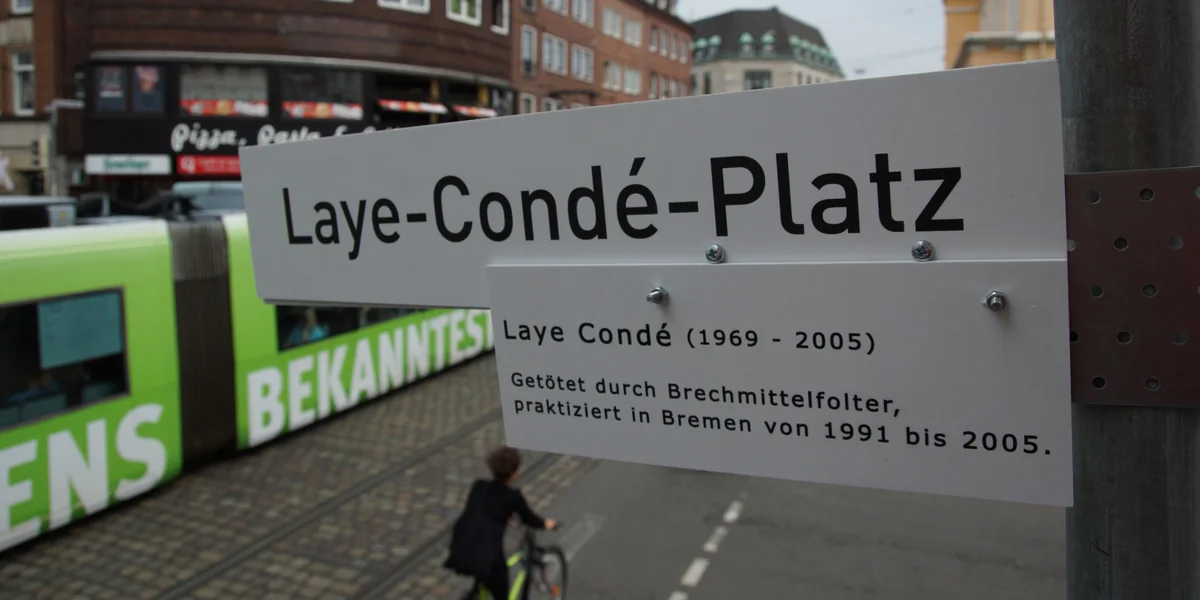 Pizza, Pasta &
Laye-Condé-Platz
Laye Condé (1969 - 2005)
Getötet durch Brechmittelfolter,
praktiziert in Bremen von 1991 bis 2005.
ENS
BEKANNTEST